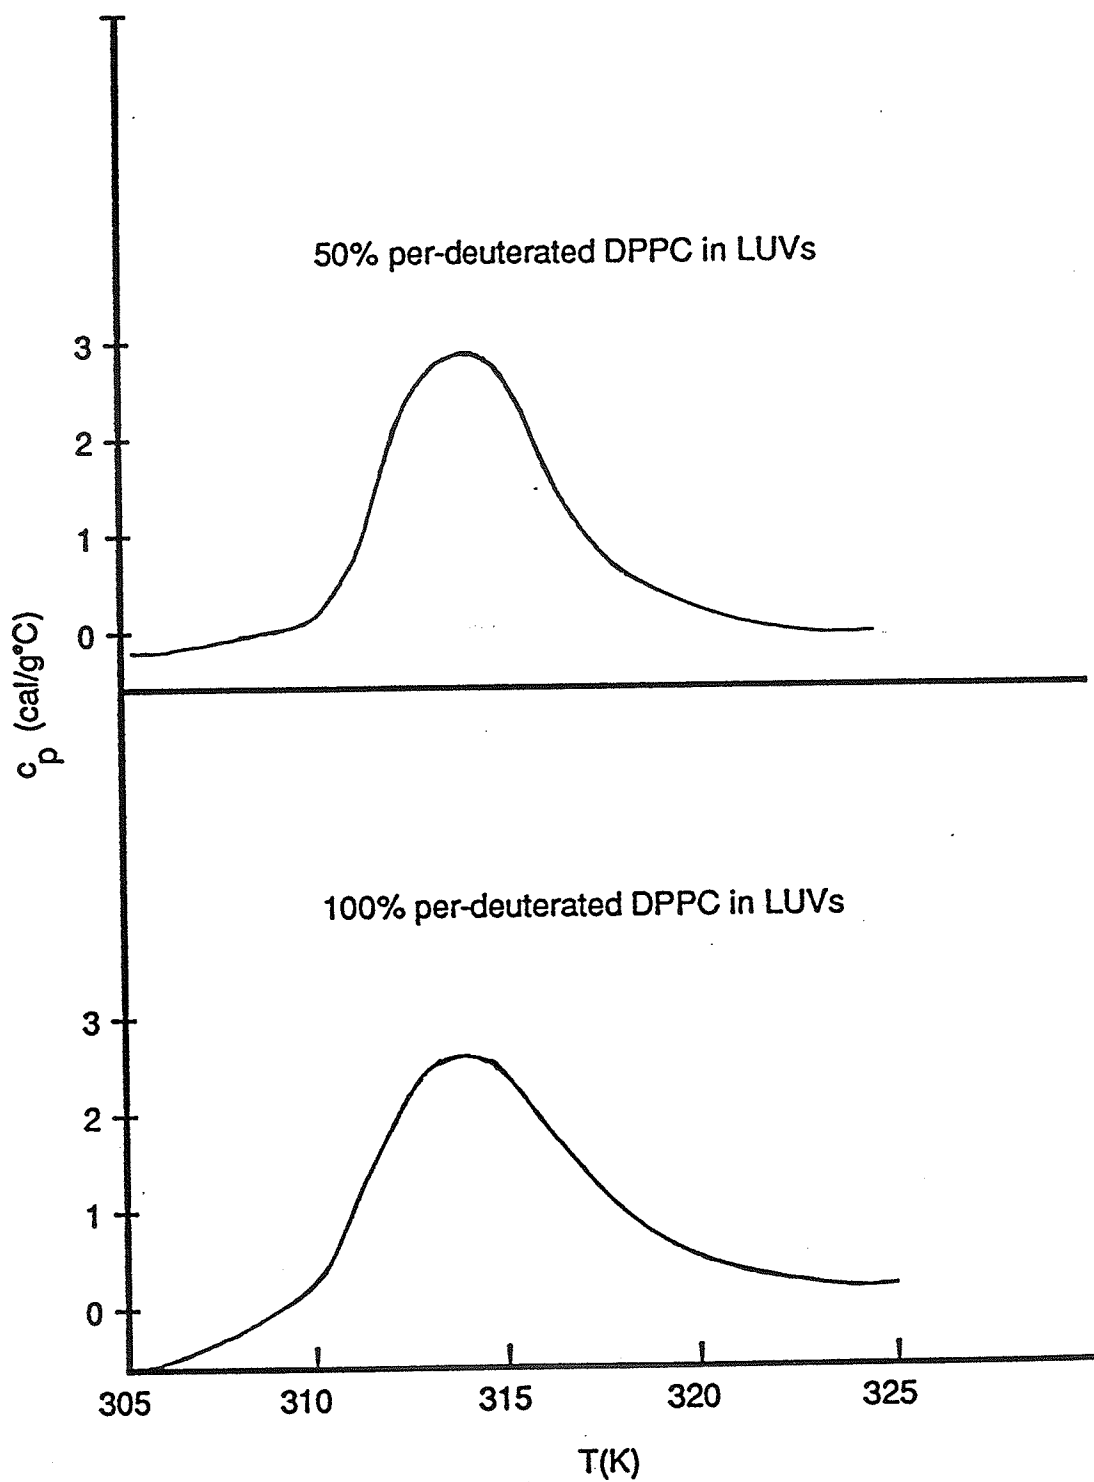 50% per-deuterated DPPC in LUVs
3
2
1
0
c_p (cal/g°C)
100% per-deuterated DPPC in LUVs
3
2
1
0
305 310 315 320 325
T(K)